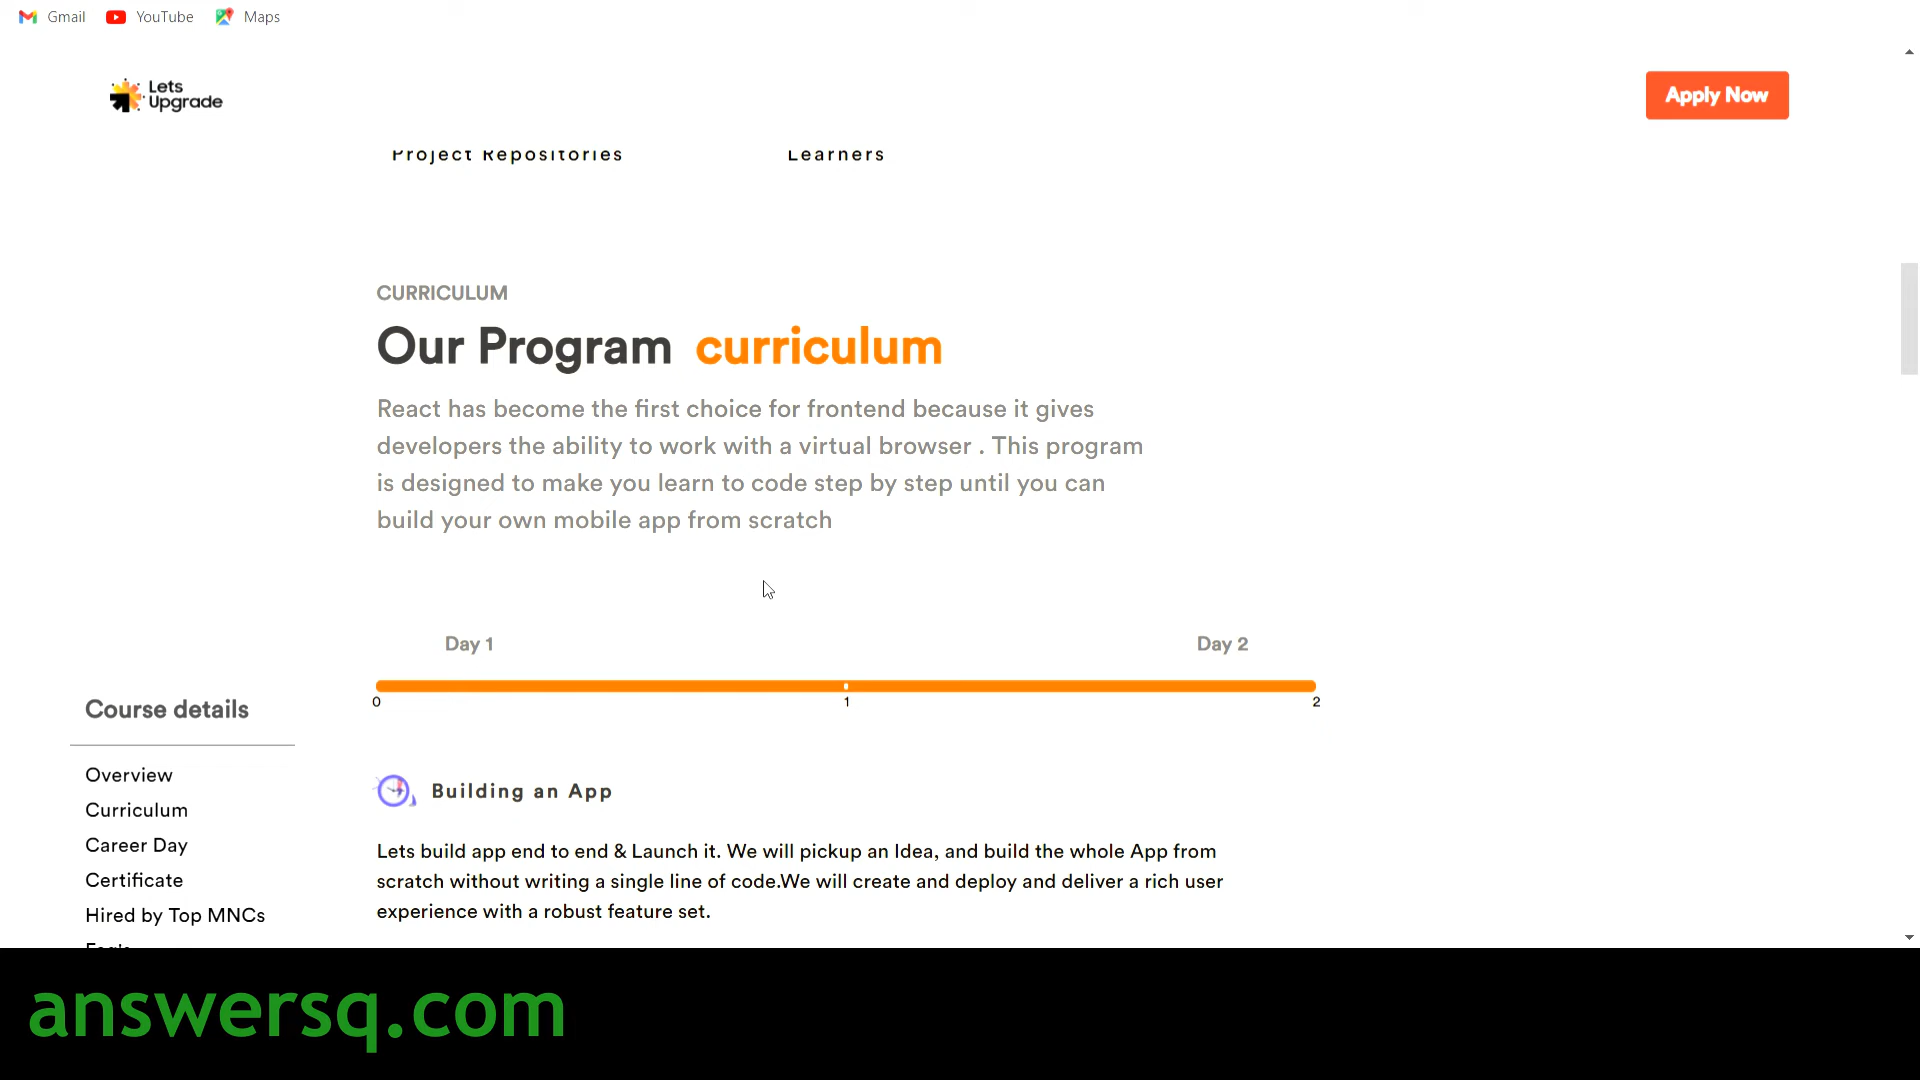 Gmail YouTube Maps
Lets
Upgrade
Apply Now
Project Repositories Learners
CURRICULUM
Our Program curriculum
React has become the first choice for frontend because it gives
developers the ability to work with a virtual browser . This program
is designed to make you learn to code step by step until you can
build your own mobile app from scratch
Day 1 Day 2
0 1 2
Course details
Overview
Curriculum
Career Day
Certificate
Hired by Top MNCs
Faq's
Building an App
Lets build app end to end & Launch it. We will pickup an Idea, and build the whole App from
scratch without writing a single line of code.We will create and deploy and deliver a rich user
experience with a robust feature set.
answersq.com